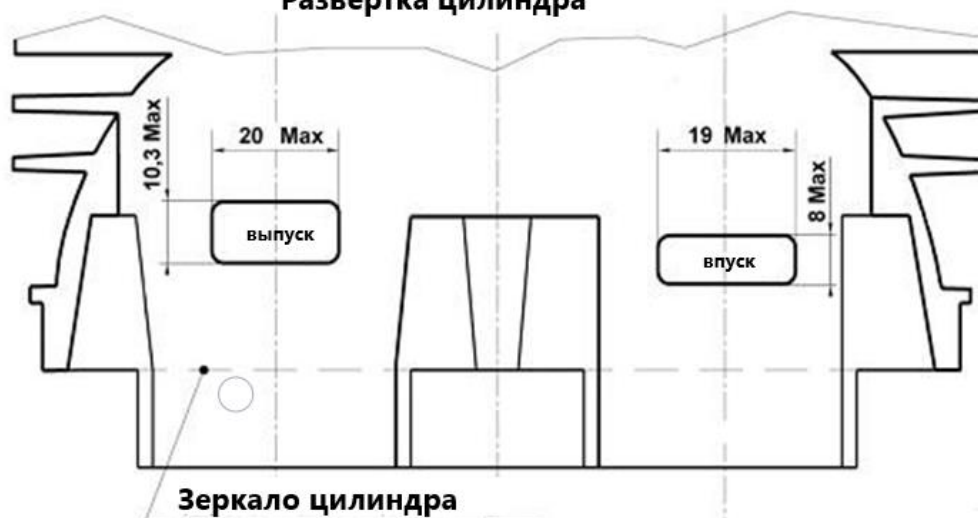 Развертка цилиндра
20 Max
19 Max
10,3 Max
8 Max
выпуск
впуск
Зеркало цилиндра